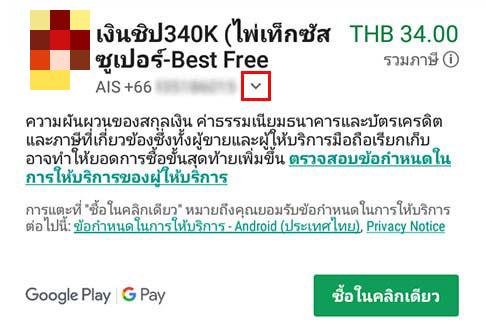 เงินชิป340K (ไพ่เท็กซัส THB 34.00
ซูเปอร์-Best Free รวมภาษี
AIS +66
ความผันผวนของสกุลเงิน ค่าธรรมเนียมธนาคารและบัตรเครดิต
และภาษีที่เกี่ยวข้องซึ่งทั้งผู้ขายและผู้ให้บริการมือถือเรียกเก็บ
อาจทำให้ยอดการซื้อขั้นสุดท้ายเพิ่มขึ้น ตรวจสอบข้อกำหนดใน
การให้บริการของผู้ให้บริการ
การแตะที่ "ซื้อในคลิกเดียว" หมายถึงคุณยอมรับข้อกำหนดในการให้บริการ
ต่อไปนี้: ข้อกำหนดในการให้บริการ - Android (ประเทศไทย), Privacy Notice
Google Play | G Pay
ซื้อในคลิกเดียว